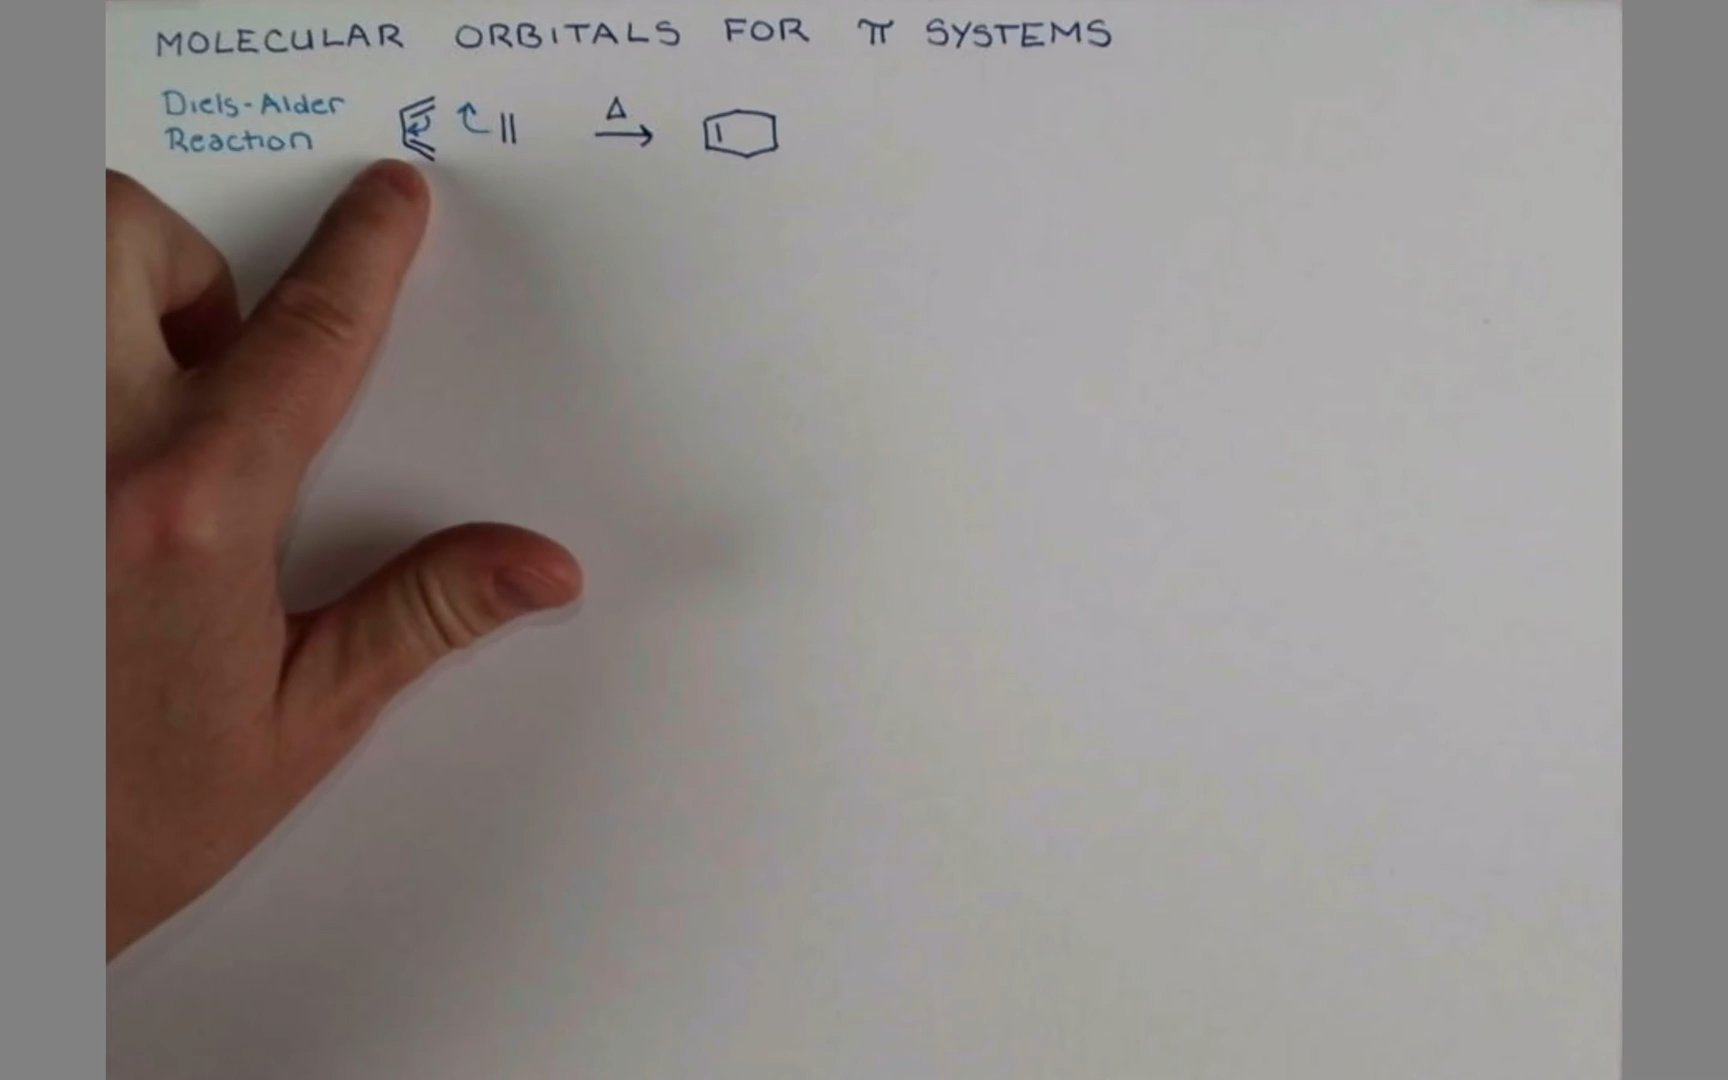 MOLECULAR ORBITALS FOR π SYSTEMS
Diels-Alder
Reaction
Δ